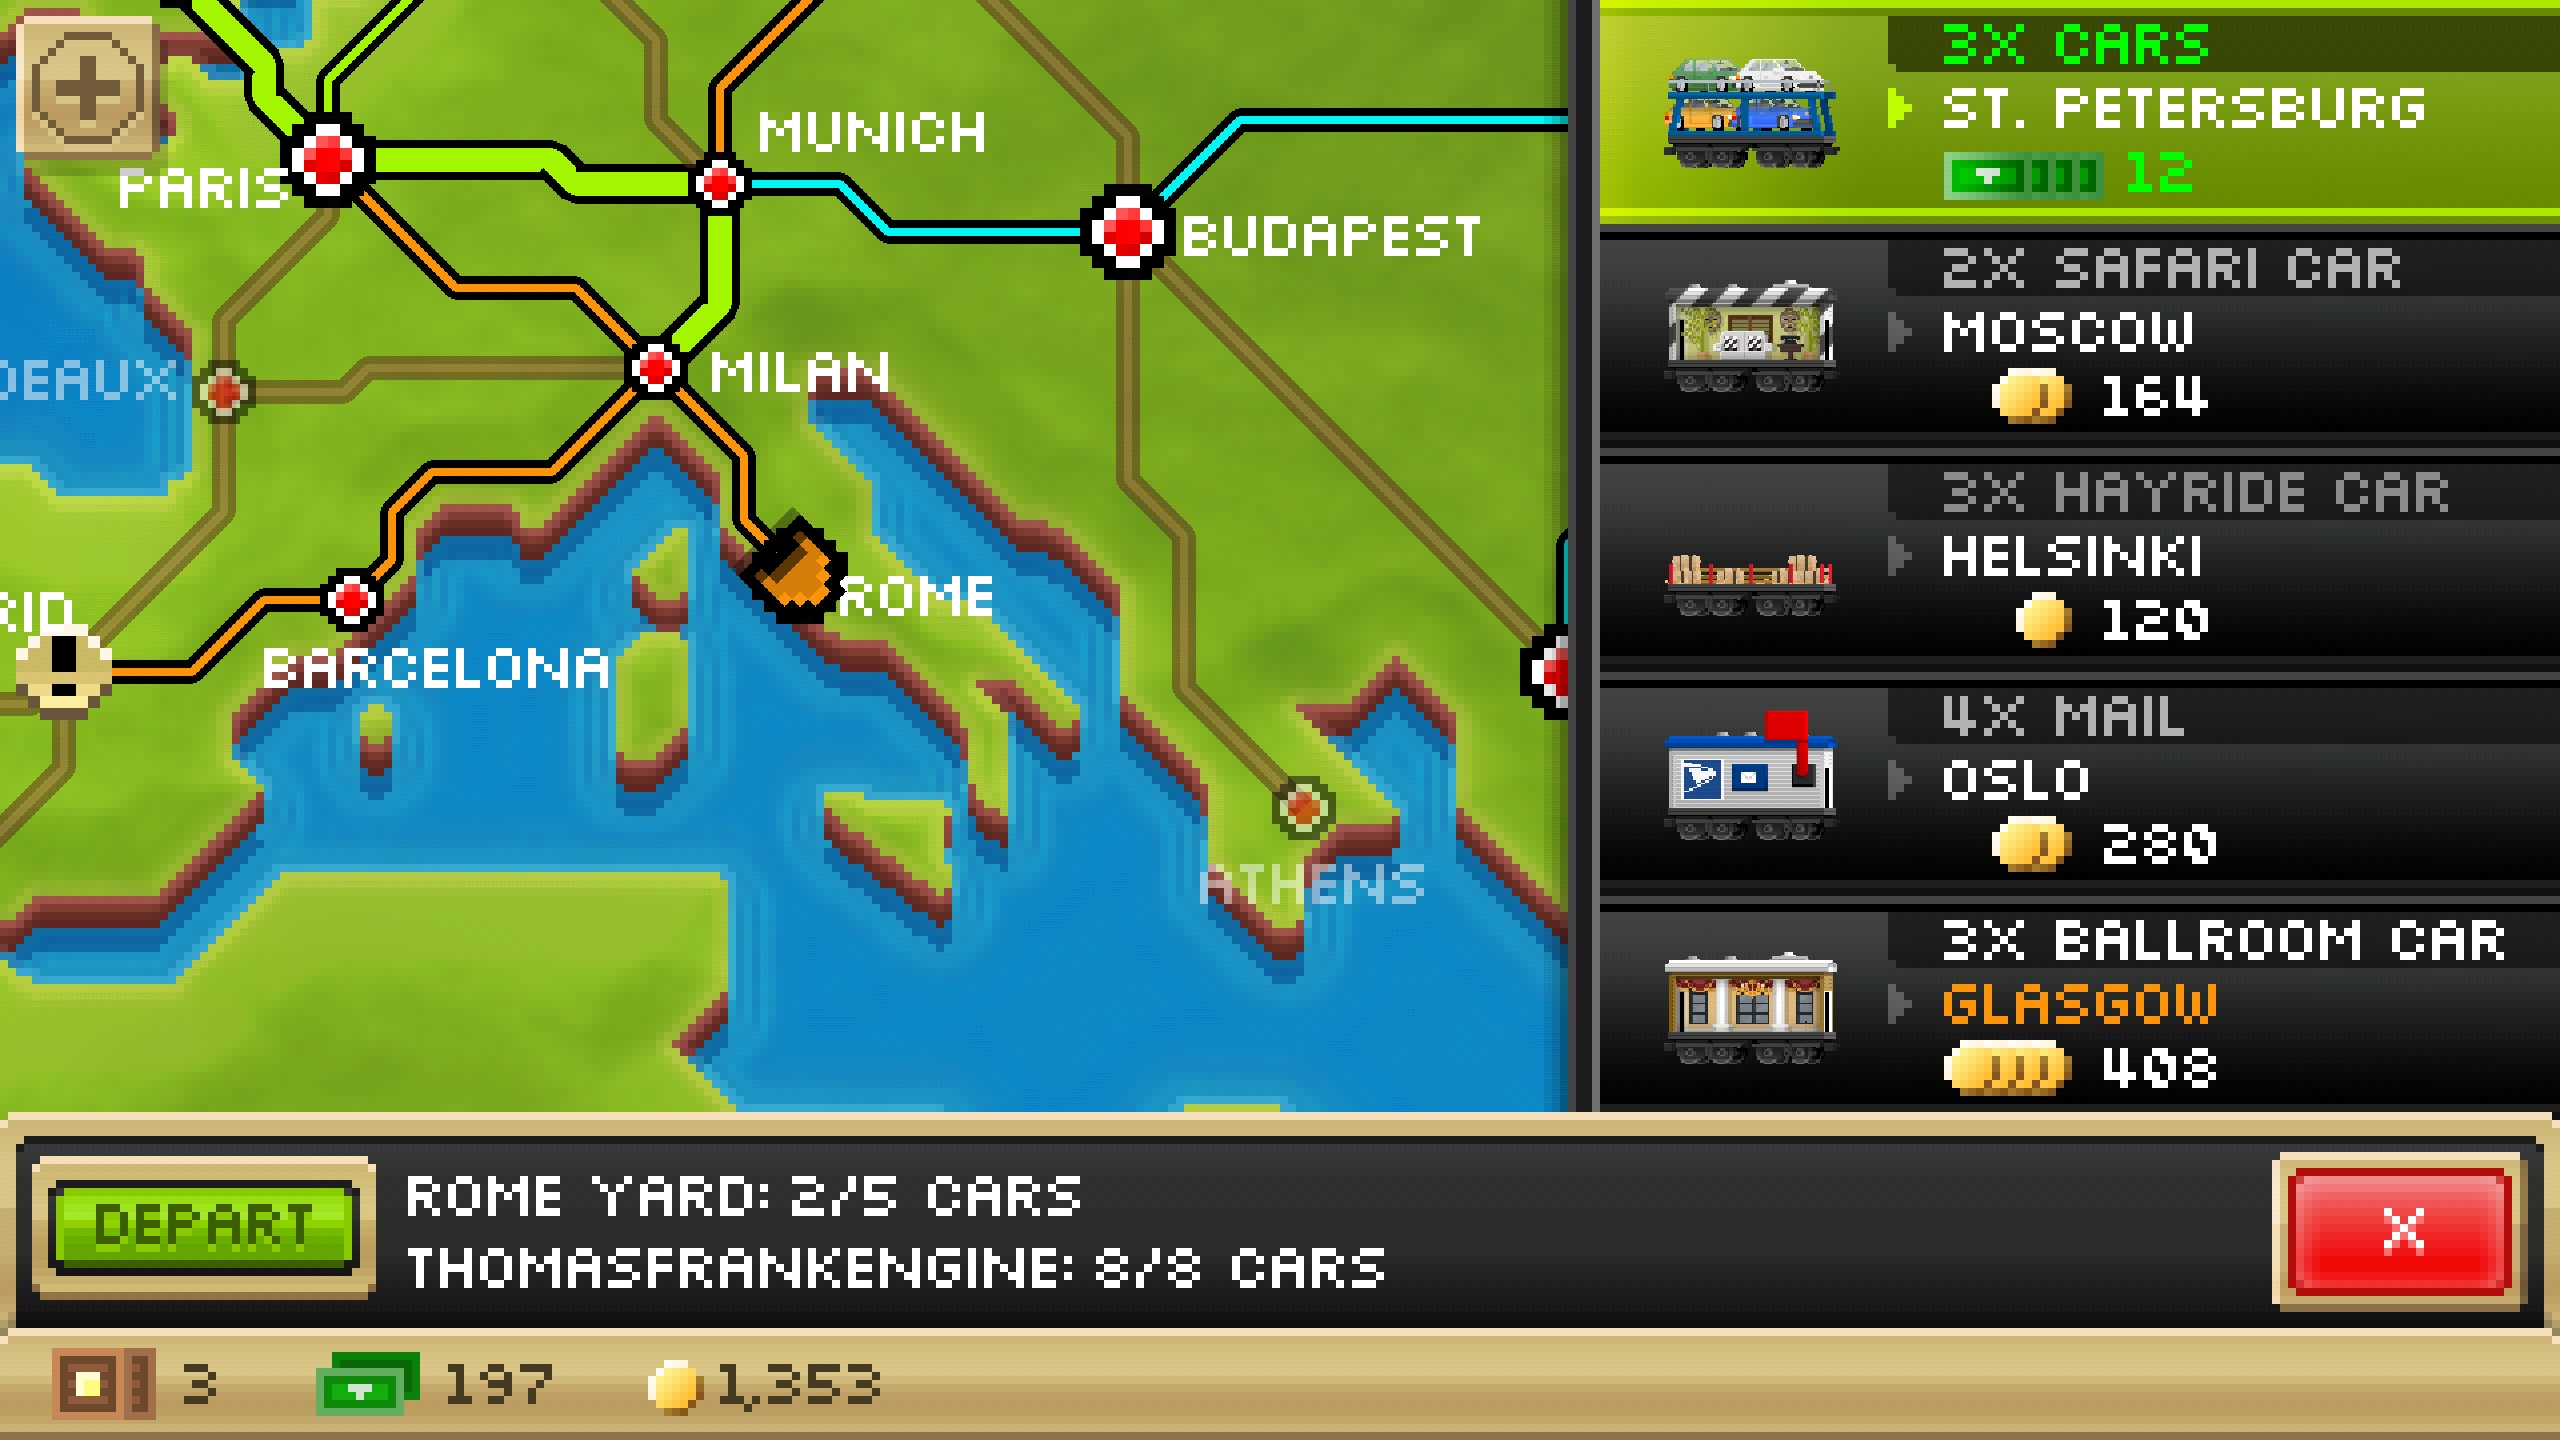 PARIS
MUNICH
BUDAPEST
DEAUX
MILAN
ROME
RID
BARCELONA
ATHENS
3X CARS
ST. PETERSBURG
12
2X SAFARI CAR
MOSCOW
164
3X HAYRIDE CAR
HELSINKI
120
4X MAIL
OSLO
280
3X BALLROOM CAR
GLASGOW
408
DEPART
ROME YARD: 2/5 CARS
THOMASFRANKENGINE: 8/8 CARS
X
3 197 1,353